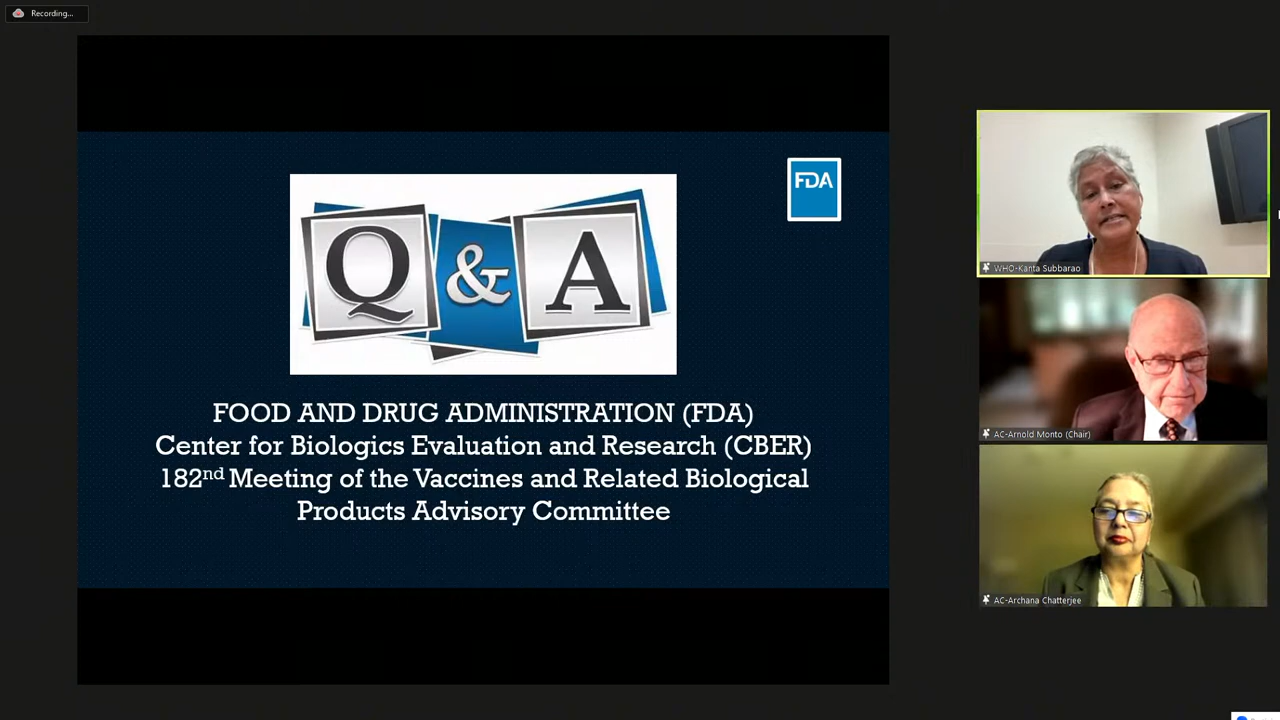 Recording...
FDA
Q & A
FOOD AND DRUG ADMINISTRATION (FDA)
Center for Biologics Evaluation and Research (CBER)
182nd Meeting of the Vaccines and Related Biological
Products Advisory Committee
WHO-Kanta Subbarao
AC-Arnold Monto (Chair)
AC-Archana Chatterjee